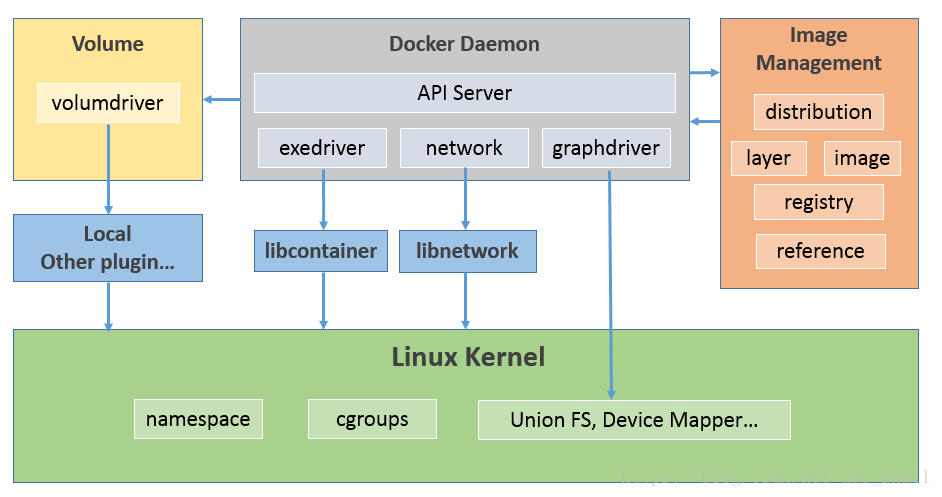 Volume
volumdriver
Docker Daemon
API Server
exedriver
network
graphdriver
Image
Management
distribution
layer
image
registry
reference
Local
Other plugin...
libcontainer
libnetwork
Linux Kernel
namespace
cgroups
Union FS, Device Mapper...